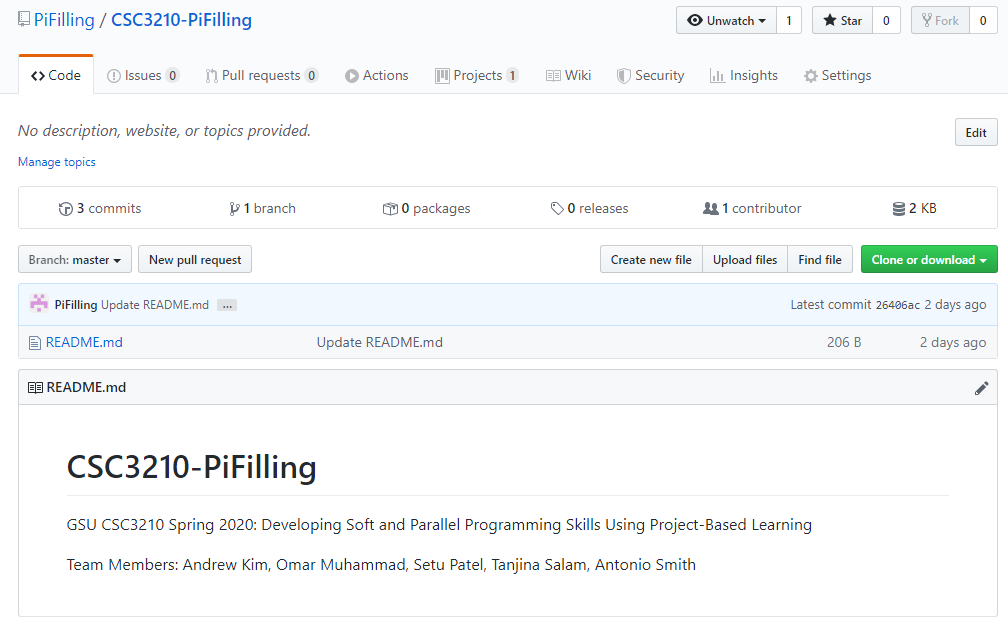 PiFilling / CSC3210-PiFilling Unwatch 1 Star 0 Fork 0
Code Issues 0 Pull requests 0 Actions Projects 1 Wiki Security Insights Settings
No description, website, or topics provided. Edit
Manage topics
3 commits 1 branch 0 packages 0 releases 1 contributor 2 KB
Branch: master New pull request Create new file Upload files Find file Clone or download
PiFilling Update README.md ... Latest commit 26406ac 2 days ago
README.md Update README.md 206 B 2 days ago
README.md
CSC3210-PiFilling
GSU CSC3210 Spring 2020: Developing Soft and Parallel Programming Skills Using Project-Based Learning
Team Members: Andrew Kim, Omar Muhammad, Setu Patel, Tanjina Salam, Antonio Smith